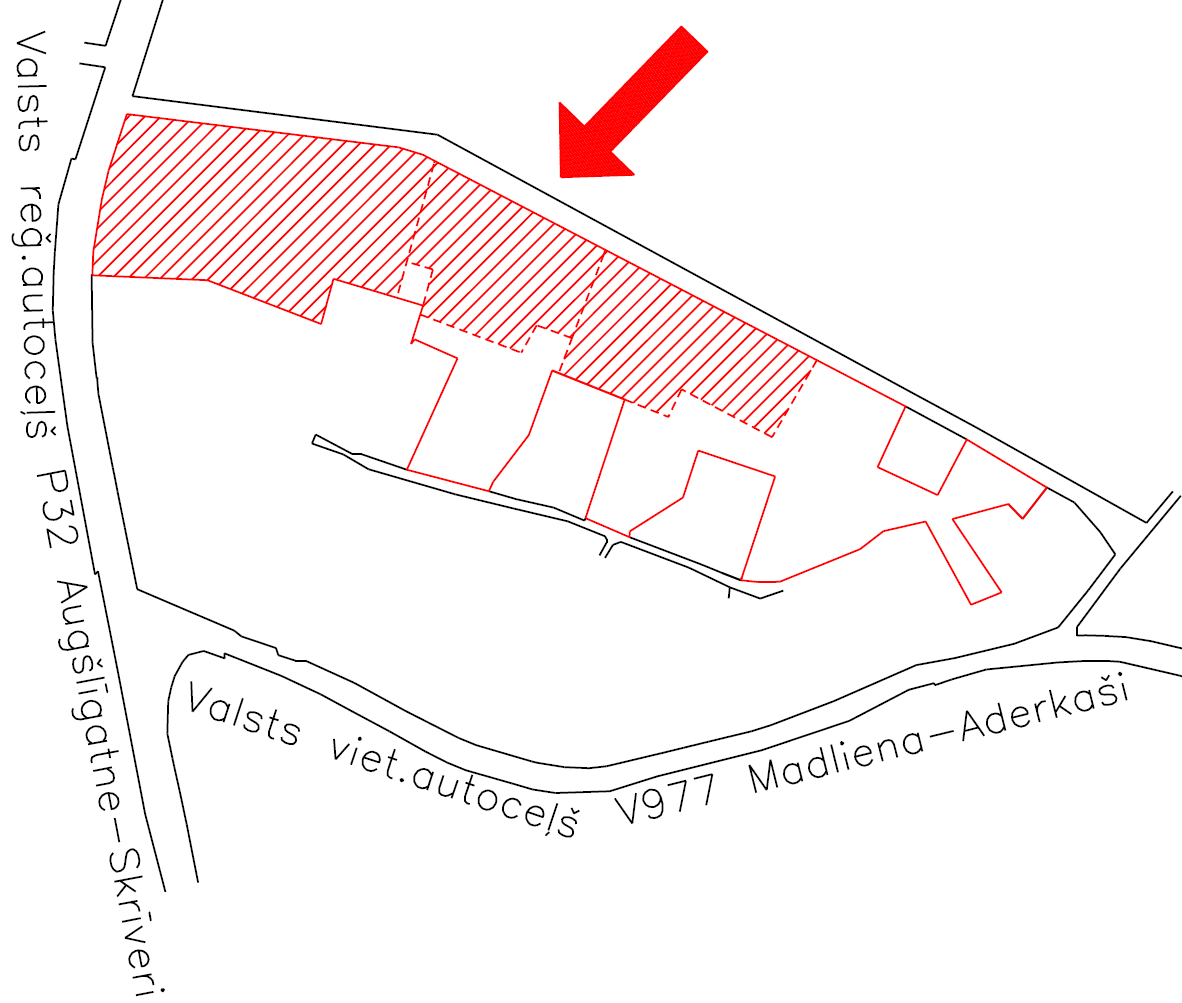 Valsts reģ.autoceļš P32 Augšlīgatne-Skrīveri
Valsts viet.autoceļš V977 Madliena-Aderkaši